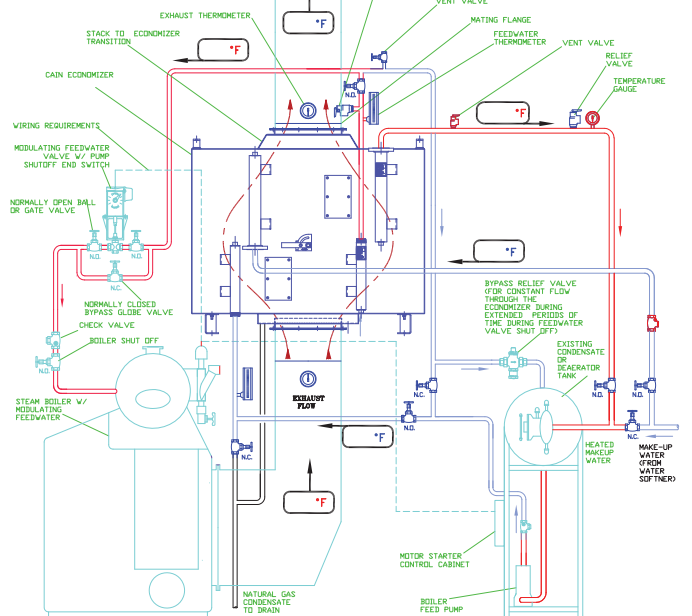 VENT VALVE
EXHAUST THERMOMETER
MATING FLANGE
°F
STACK TO ECONOMIZER
TRANSITION
FEEDWATER
THERMOMETER
VENT VALVE
°F
RELIEF
VALVE
CAIN ECONOMIZER
TEMPERATURE
GAUGE
N.O.
°F
WIRING REQUIREMENTS
MODULATING FEEDWATER
VALVE W/ PUMP
SHUTOFF END SWITCH
NORMALLY OPEN BALL
OR GATE VALVE
N.O.
N.O.
°F
N.C.
BYPASS RELIEF VALVE
(FOR CONSTANT FLOW
THROUGH THE
ECONOMIZER DURING
EXTENDED PERIODS OF
TIME DURING FEEDWATER
VALVE SHUT OFF)
NORMALLY CLOSED
BYPASS GLOBE VALVE
CHECK VALVE
BOILER SHUT OFF
N.O.
EXISTING
CONDENSATE
OR
DEAERATOR
TANK
STEAM BOILER W/
MODULATING
FEEDWATER
EXHAUST
FLOW
N.C.
N.O.
N.O.
N.O.
°F
N.C.
N.C.
HEATED
MAKEUP
WATER
MAKE-UP
WATER
(FROM
WATER
SOFTNER)
°F
MOTOR STARTER
CONTROL CABINET
NATURAL GAS
CONDENSATE
TO DRAIN
BOILER
FEED PUMP